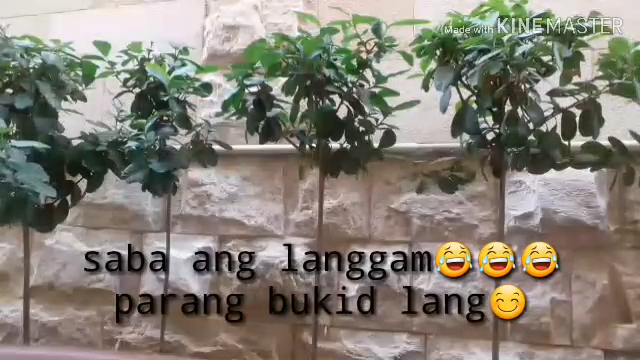 Made with KINEMASTER
saba ang langgam😂😂😂
parang bukid lang😊